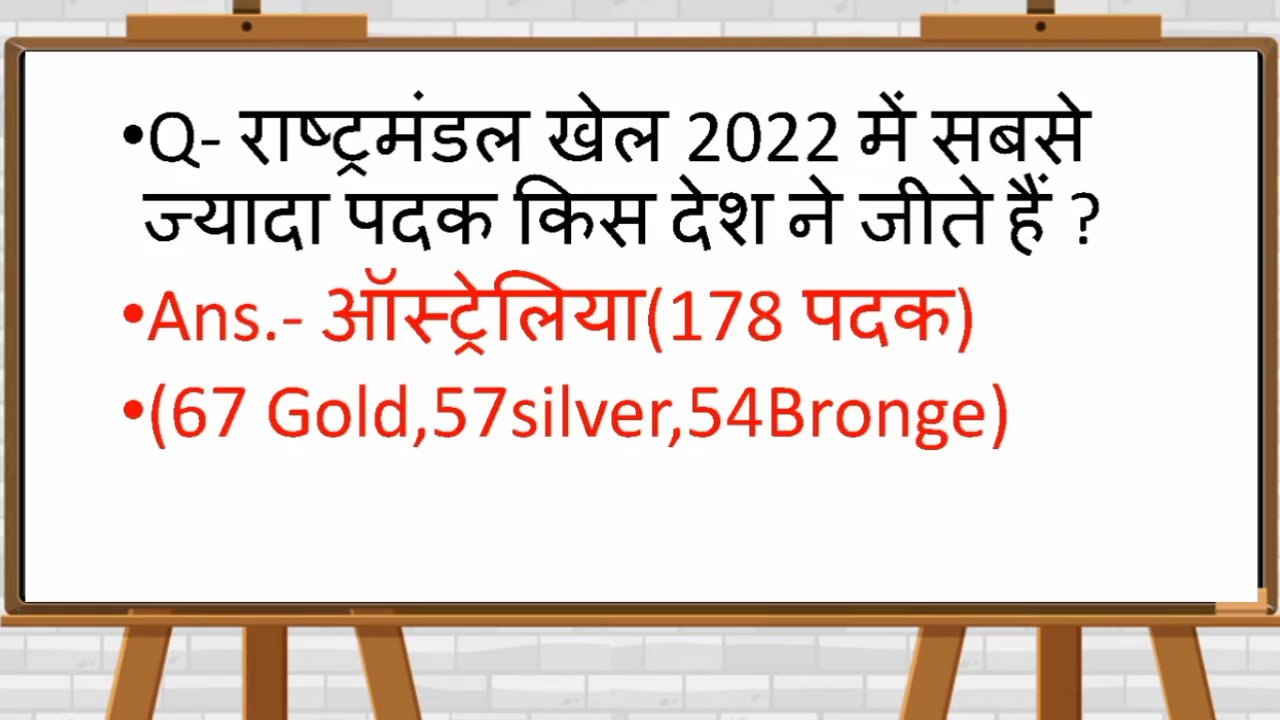 •Q- राष्ट्रमंडल खेल 2022 में सबसे
ज्यादा पदक किस देश ने जीते हैं ?
•Ans.- ऑस्ट्रेलिया(178 पदक)
•(67 Gold,57silver,54Bronge)